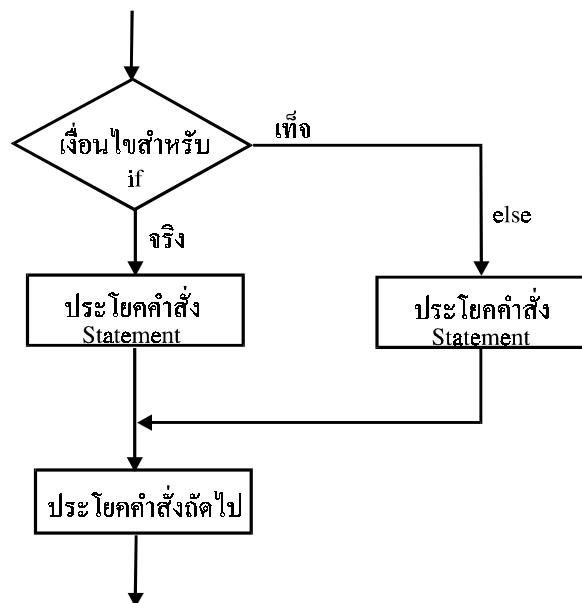 เงื่อนไขสำหรับ
if
เท็จ
จริง
else
ประโยคคำสั่ง
Statement
ประโยคคำสั่ง
Statement
ประโยคคำสั่งถัดไป